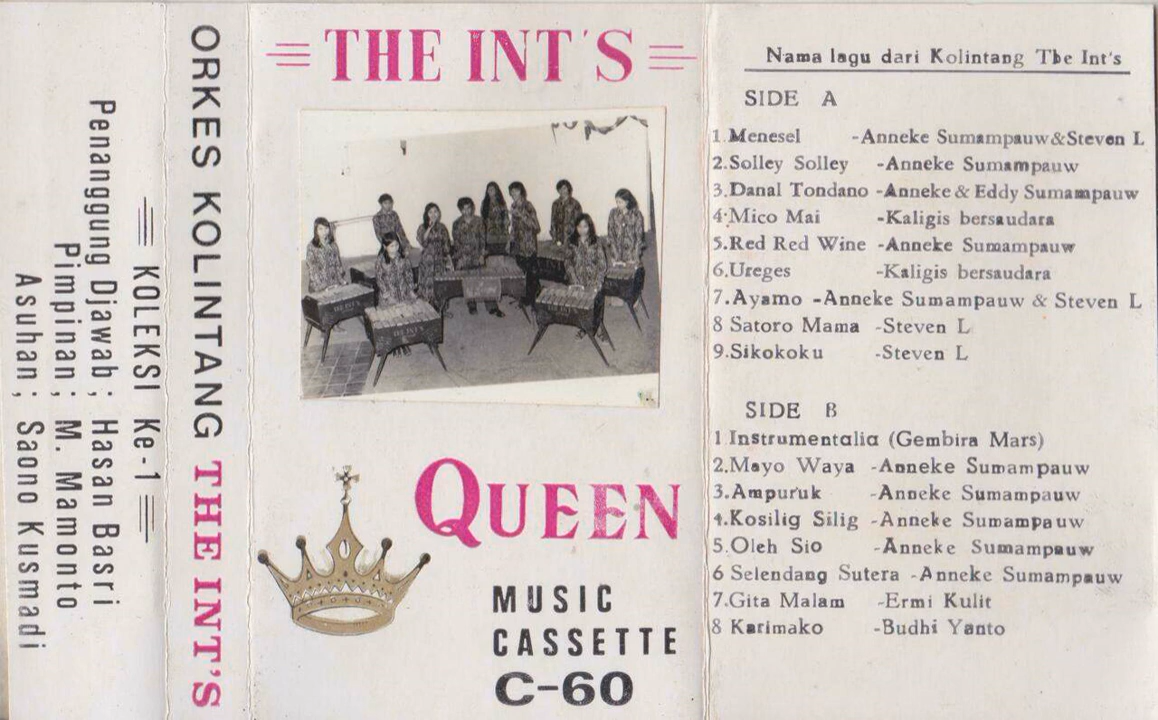 KOLEKSI Ke-1
Penanggung Djawab ; Hasan Basri
Pimpinan ; M. Mamonto
Asuhan ; Saono Kusmadi
ORKES KOLINTANG THE INT'S
THE INT'S
QUEEN
MUSIC
CASSETTE
C-60
Nama lagu dari Kolintang The Int's
SIDE A
1.Menesel -Anneke Sumampauw&Steven L
2.Solley Solley -Anneke Sumampauw
3.Danal Tondano -Anneke & Eddy Sumampauw
4.Mico Mai -Kaligis bersaudara
5.Red Red Wine -Anneke Sumampauw
6.Ureges -Kaligis bersaudara
7.Ayamo -Anneke Sumampauw & Steven L
8 Satoro Mama -Steven L
9.Sikokoku -Steven L
SIDE B
1 Instrumentalia (Gembira Mars)
2.Mayo Waya -Anneke Sumampauw
3.Ampuruk -Anneke Sumampauw
4.Kosilig Silig -Anneke Sumampauw
5.Oleh Sio -Anneke Sumampauw
6 Selendang Sutera -Anneke Sumampauw
7.Gita Malam -Ermi Kulit
8 Karimako -Budhi Yanto